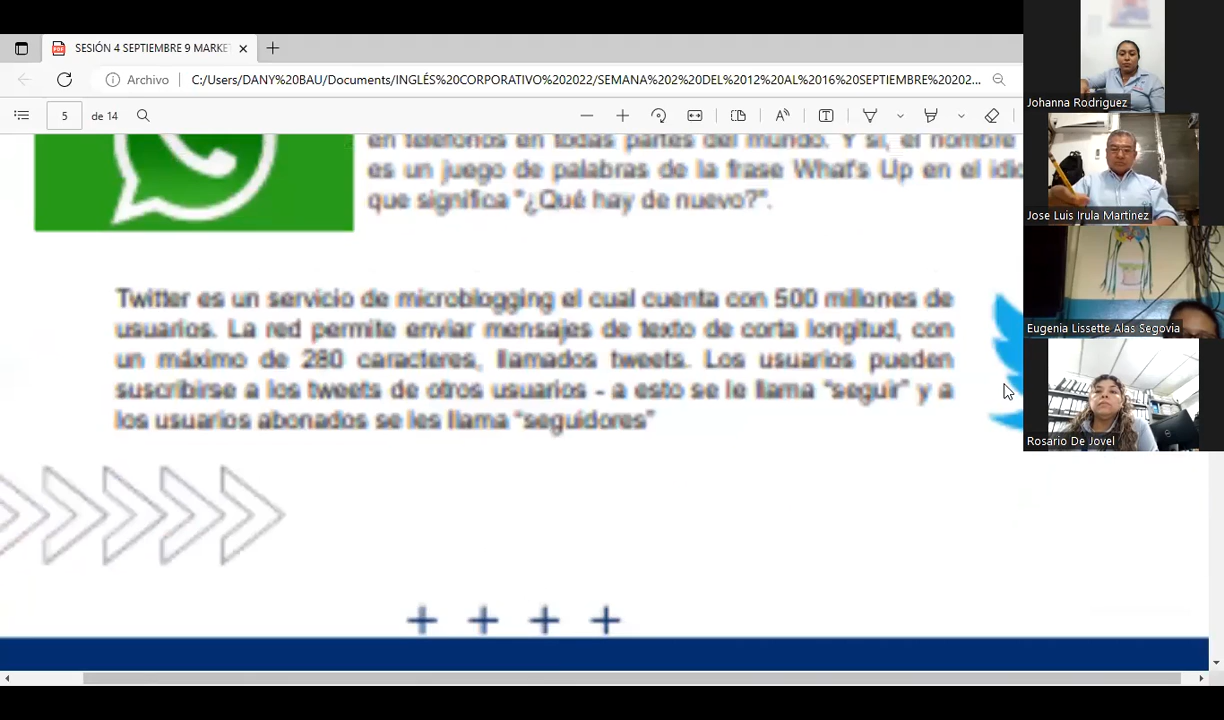 SESIÓN 4 SEPTIEMBRE 9 MARKET
Archivo
C:/Users/DANY%20BAU/Documents/INGLÉS%20CORPORATIVO%202022/SEMANA%202%20DEL%2012%20AL%2016%20SEPTIEMBRE%20202...
5
de 14
en teléfonos en todas partes del mundo. Y sí, el nombre
es un juego de palabras de la frase What's Up en el idio
que significa "¿Qué hay de nuevo?".
Twitter es un servicio de microblogging el cual cuenta con 500 millones de
usuarios. La red permite enviar mensajes de texto de corta longitud, con
un máximo de 280 caracteres, llamados tweets. Los usuarios pueden
suscribirse a los tweets de otros usuarios - a esto se le llama "seguir" y a
los usuarios abonados se les llama "seguidores"
Johanna Rodriguez
Jose Luis Irula Martinez
Eugenia Lissette Alas Segovia
Rosario De Jovel